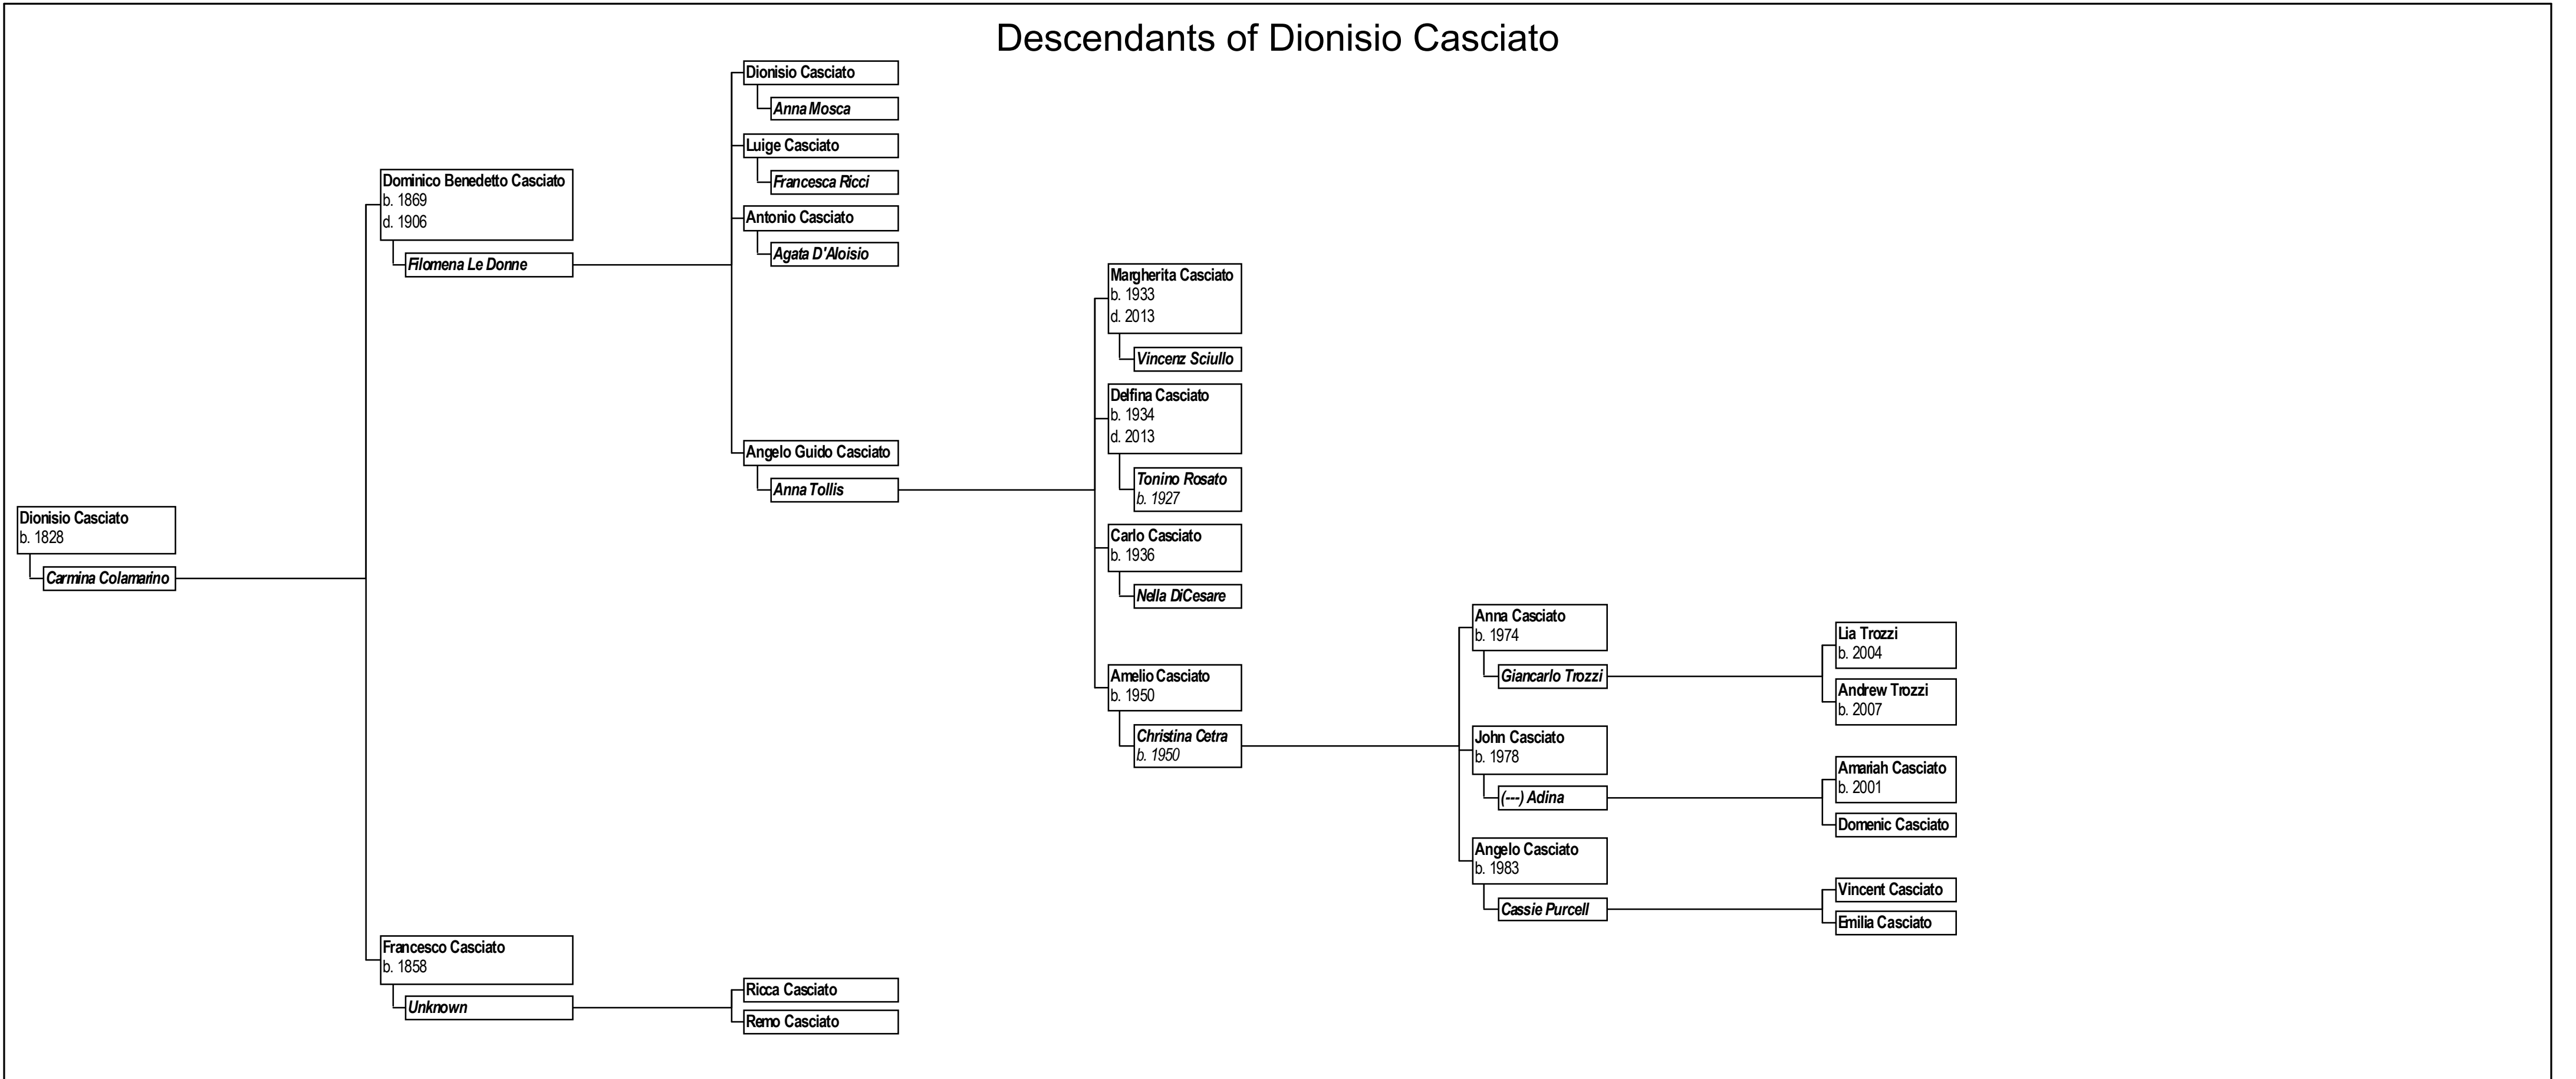 Descendants of Dionisio Casciato
Dionisio Casciato
b. 1828
Carmina Colamarino
Dominico Benedetto Casciato
b. 1869
d. 1906
Filomena Le Donne
Dionisio Casciato
Anna Mosca
Luige Casciato
Francesca Ricci
Antonio Casciato
Agata D'Aloisio
Angelo Guido Casciato
Anna Tollis
Margherita Casciato
b. 1933
d. 2013
Vincenz Sciullo
Delfina Casciato
b. 1934
d. 2013
Tonino Rosato
b. 1927
Carlo Casciato
b. 1936
Nella DiCesare
Amelio Casciato
b. 1950
Christina Cetra
b. 1950
Anna Casciato
b. 1974
Giancarlo Trozzi
Lia Trozzi
b. 2004
Andrew Trozzi
b. 2007
John Casciato
b. 1978
(---) Adina
Amariah Casciato
b. 2001
Domenic Casciato
Angelo Casciato
b. 1983
Cassie Purcell
Vincent Casciato
Emilia Casciato
Francesco Casciato
b. 1858
Unknown
Ricca Casciato
Remo Casciato